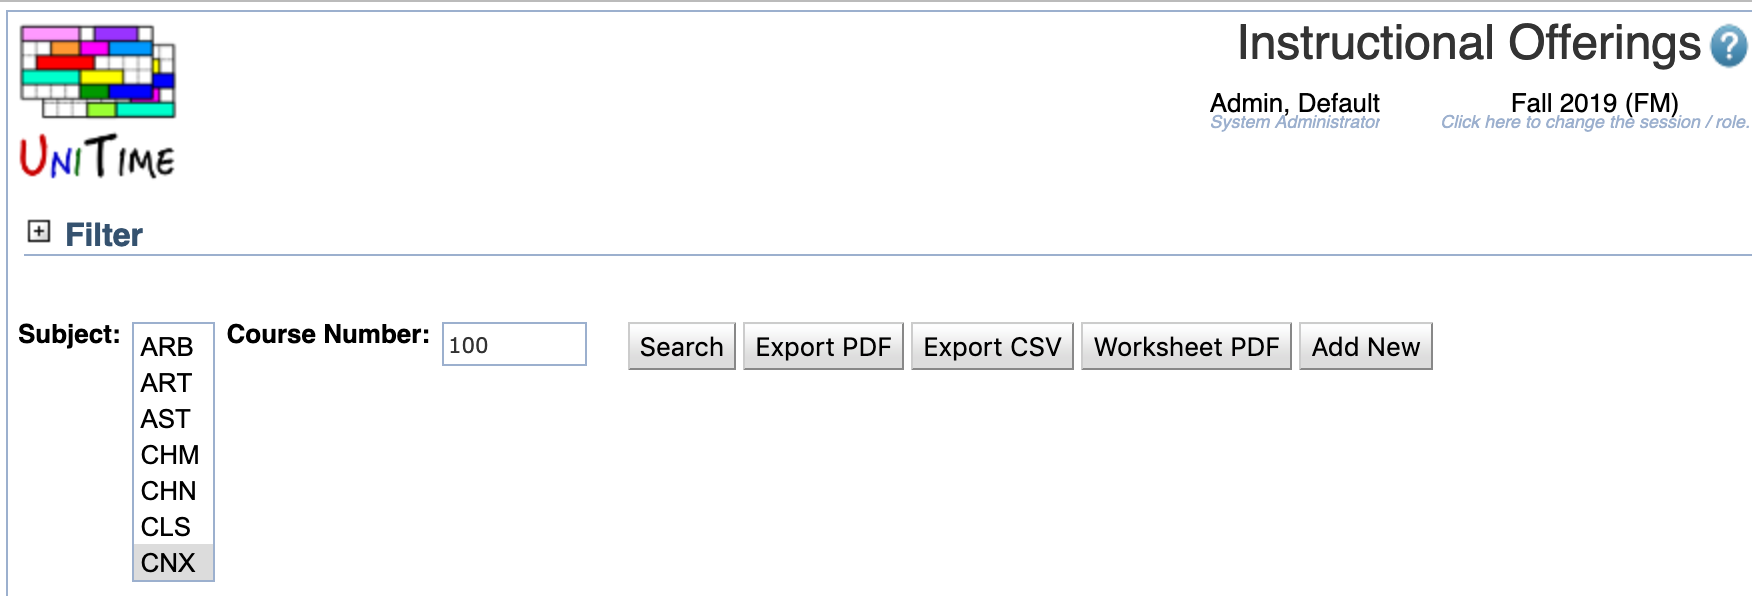 Instructional Offerings ?
UNITIME
Admin, Default
System Administrator
Fall 2019 (FM)
Click here to change the session / role.
Filter
Subject:
ARB
ART
AST
CHM
CHN
CLS
CNX
Course Number: 100
Search
Export PDF
Export CSV
Worksheet PDF
Add New